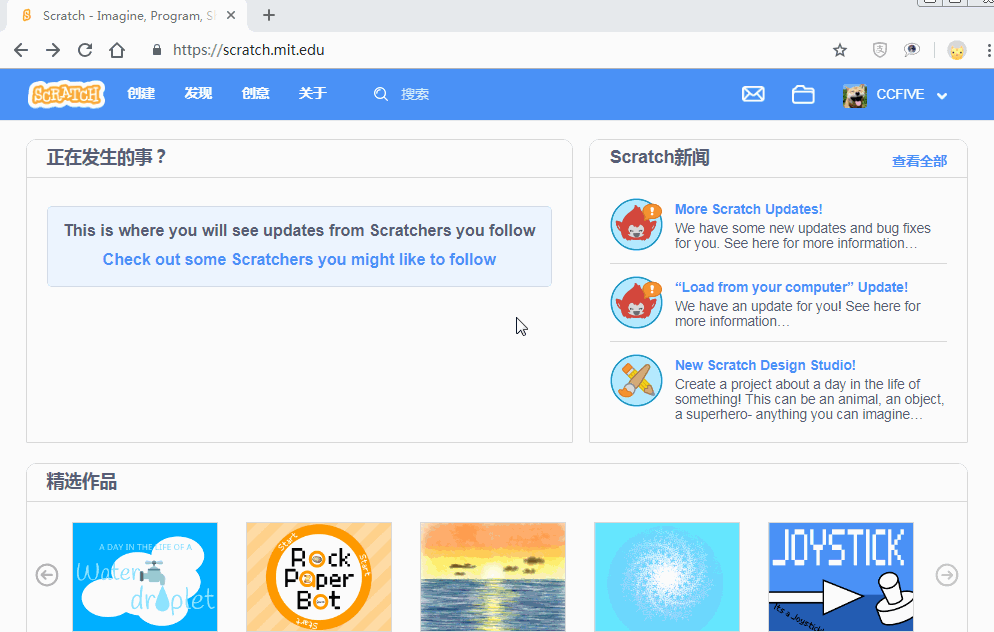 Scratch - Imagine, Program, S
https://scratch.mit.edu
SCRATCH
创建
发现
创意
关于
搜索
CCFIVE
正在发生的事？
This is where you will see updates from Scratchers you follow
Check out some Scratchers you might like to follow
Scratch新闻
查看全部
More Scratch Updates!
We have some new updates and bug fixes
for you. See here for more information…
“Load from your computer” Update!
We have an update for you! See here for
more information…
New Scratch Design Studio!
Create a project about a day in the life of
something! This can be an animal, an object,
a superhero- anything you can imagine…
精选作品
A DAY IN THE LIFE OF A
Water
droplet
Start
Rock
Paper
Bot
Start
Start
JOYSTICK
It's a Joystick!